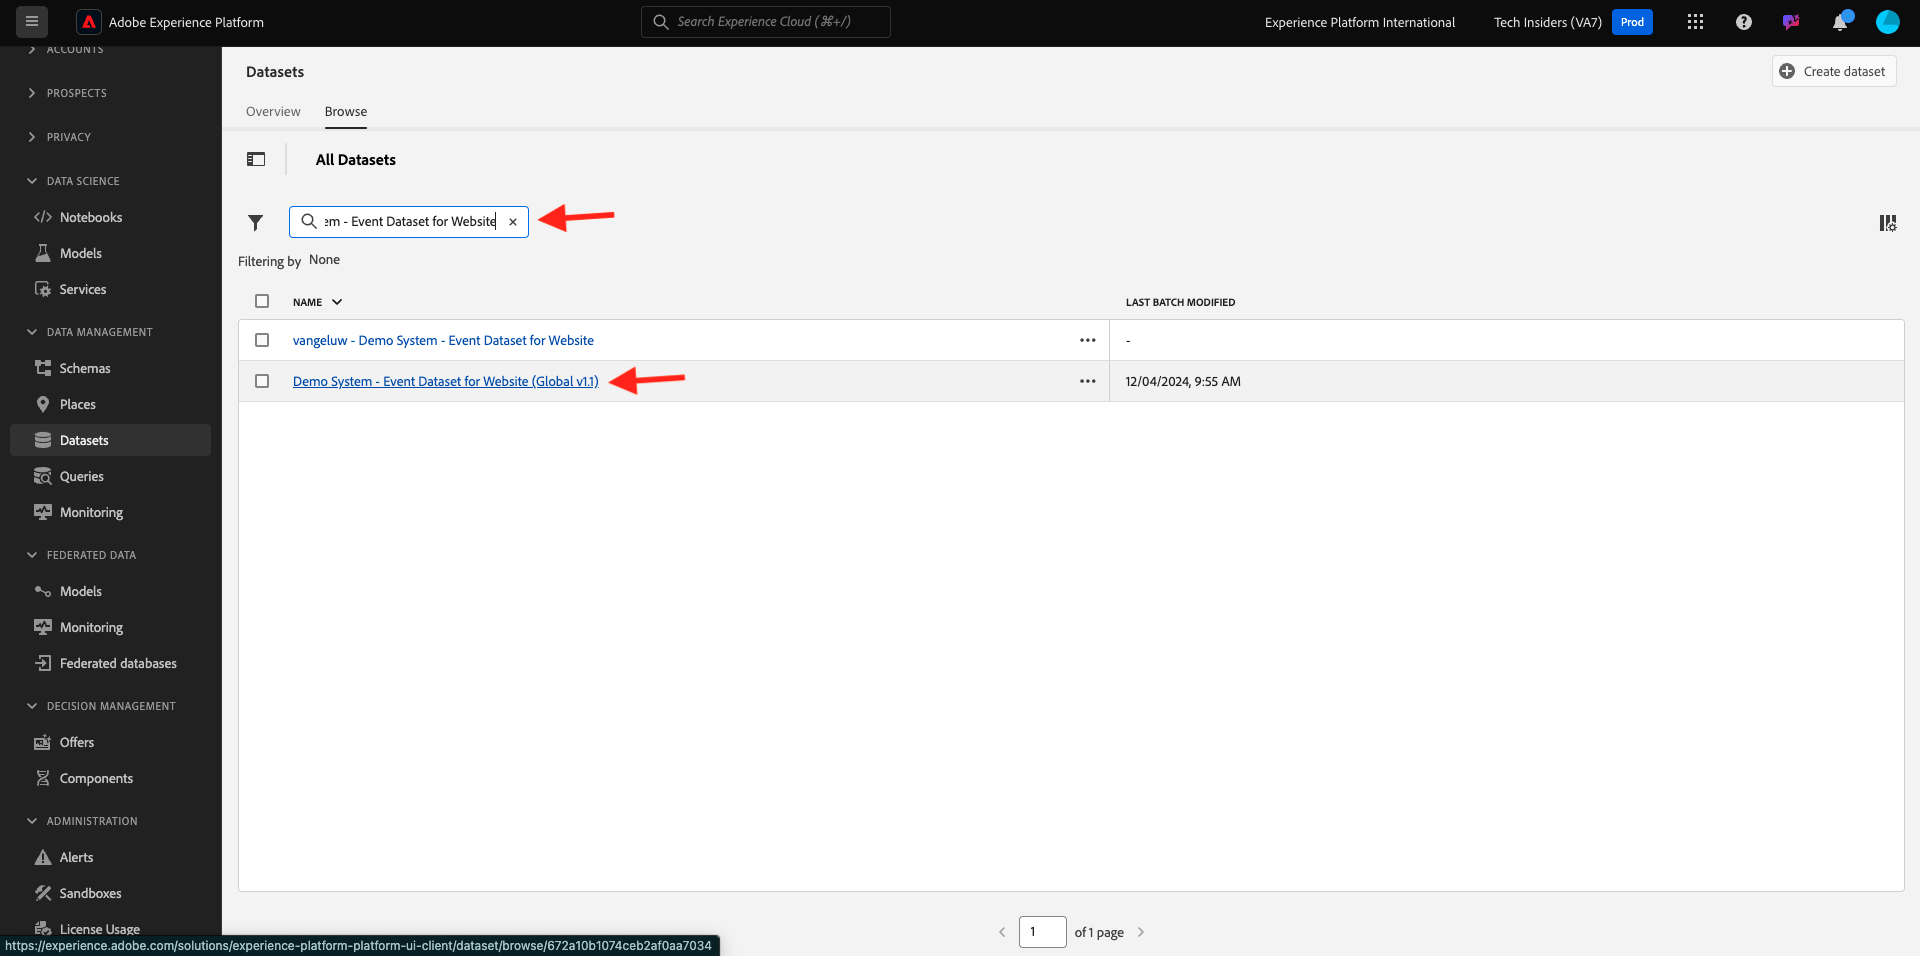 Adobe Experience Platform
Search Experience Cloud (⌘+/)
Experience Platform International
Tech Insiders (VA7)
Prod
ACCOUNTS
PROSPECTS
PRIVACY
DATA SCIENCE
Notebooks
Models
Services
DATA MANAGEMENT
Schemas
Places
Datasets
Queries
Monitoring
FEDERATED DATA
Models
Monitoring
Federated databases
DECISION MANAGEMENT
Offers
Components
ADMINISTRATION
Alerts
Sandboxes
License Usage
Datasets
Create dataset
Overview
Browse
All Datasets
em - Event Dataset for Website
Filtering by None
NAME
LAST BATCH MODIFIED
vangeluw - Demo System - Event Dataset for Website
-
Demo System - Event Dataset for Website (Global v1.1)
12/04/2024, 9:55 AM
1 of 1 page
https://experience.adobe.com/solutions/experience-platform-platform-ui-client/dataset/browse/672a10b1074ceb2af0aa7034